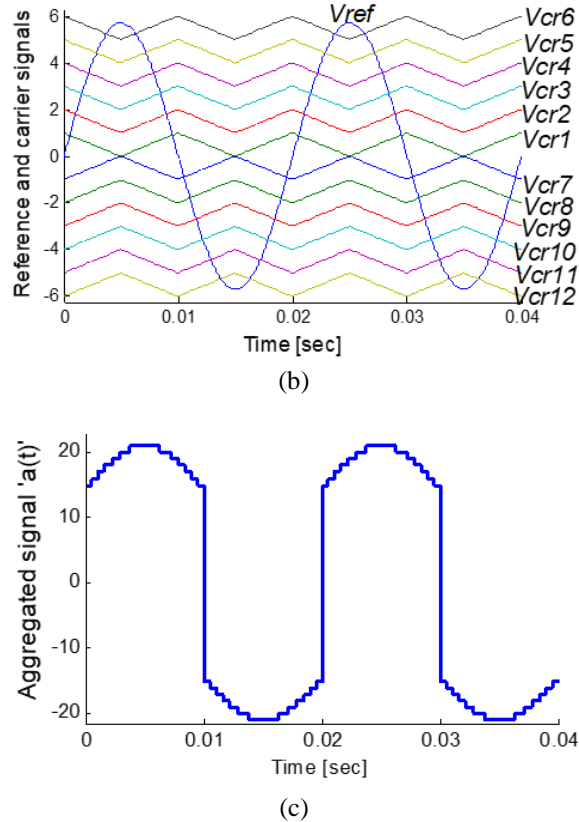 Reference and carrier signals
6
4
2
0
-2
-4
-6
Vref
Vcr6
Vcr5
Vcr4
Vcr3
Vcr2
Vcr1
Vcr7
Vcr8
Vcr9
Vcr10
Vcr11
Vcr12
0
0.01
0.02
0.03
0.04
Time [sec]
(b)
Aggregated signal 'a(t)'
20
10
0
-10
-20
0
0.01
0.02
0.03
0.04
Time [sec]
(c)